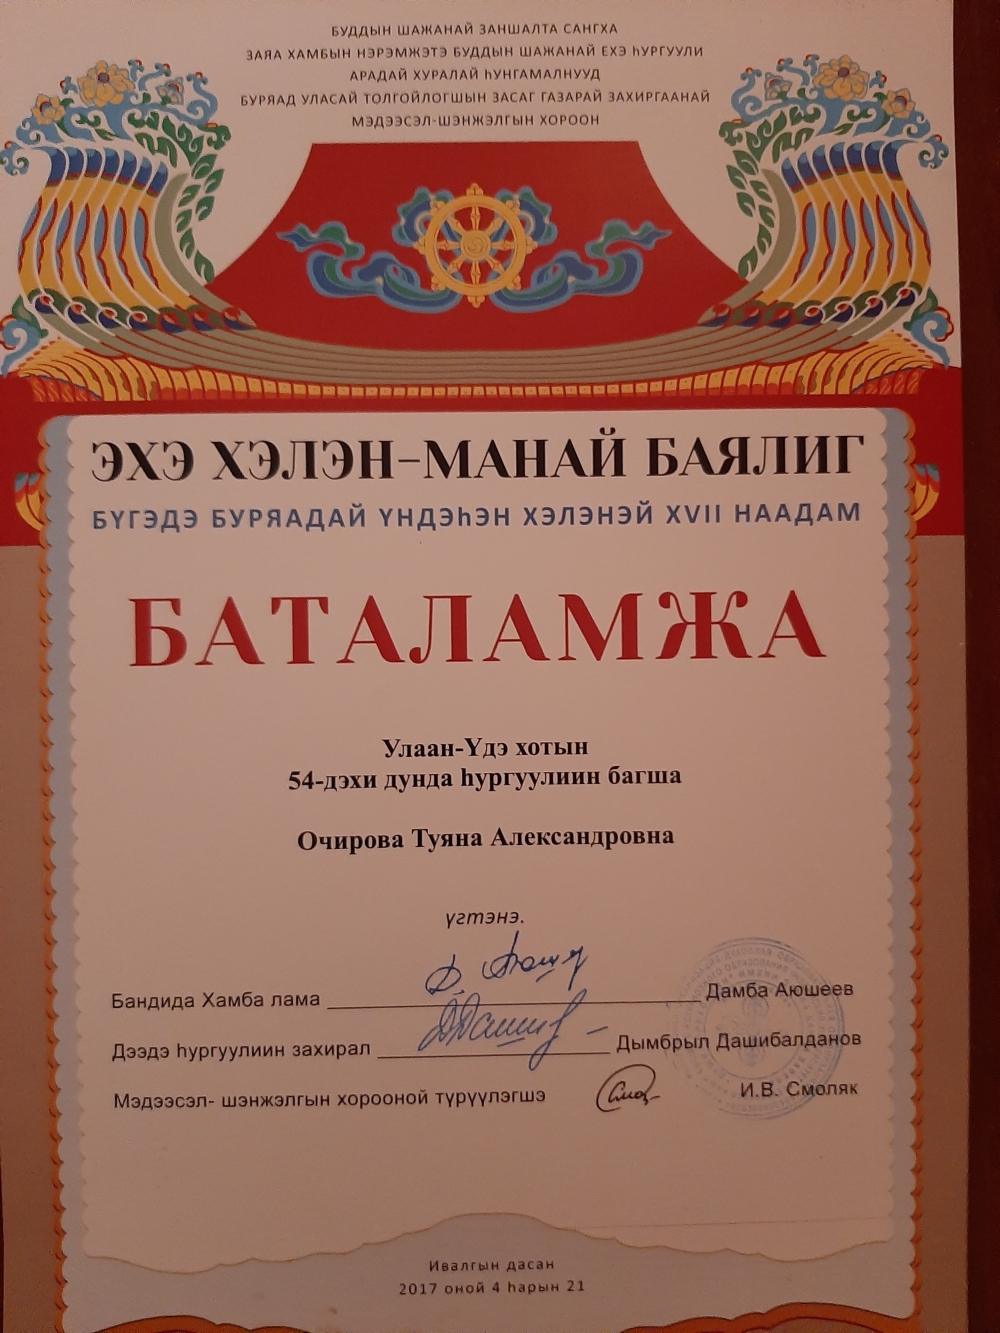 БУДДЫН ШАЖАНАЙ ЗАНШАЛТА САНГХА
ЗАЯА ХАМБЫН НЭРЭМЖЭТЭ БУДДЫН ШАЖАНАЙ ЕХЭ ҺУРГУУЛИ
АРАДАЙ ХУРАЛАЙ ҺУНГАМАЛНУУД
БУРЯАД УЛАСАЙ ТОЛГОЙЛОГШЫН ЗАСАГ ГАЗАРАЙ ЗАХИРГААНАЙ
МЭДЭЭСЭЛ-ШЭНЖЭЛГЫН ХОРООН
ЭХЭ ХЭЛЭН–МАНАЙ БАЯЛИГ
БҮГЭДЭ БУРЯАДАЙ ҮНДЭҺЭН ХЭЛЭНЭЙ XVII НААДАМ
БАТАЛАМЖА
Улаан-Үдэ хотын
54-дэхи дунда һургуулиин багша
Очирова Туяна Александровна
үгтэнэ.
Бандида Хамба лама Дамба Аюшеев
Дээдэ һургуулиин захирал Дымбрыл Дашибалданов
Мэдээсэл- шэнжэлгын хорооной түрүүлэгшэ И.В. Смоляк
Ивалгын дасан
2017 оной 4 һарын 21